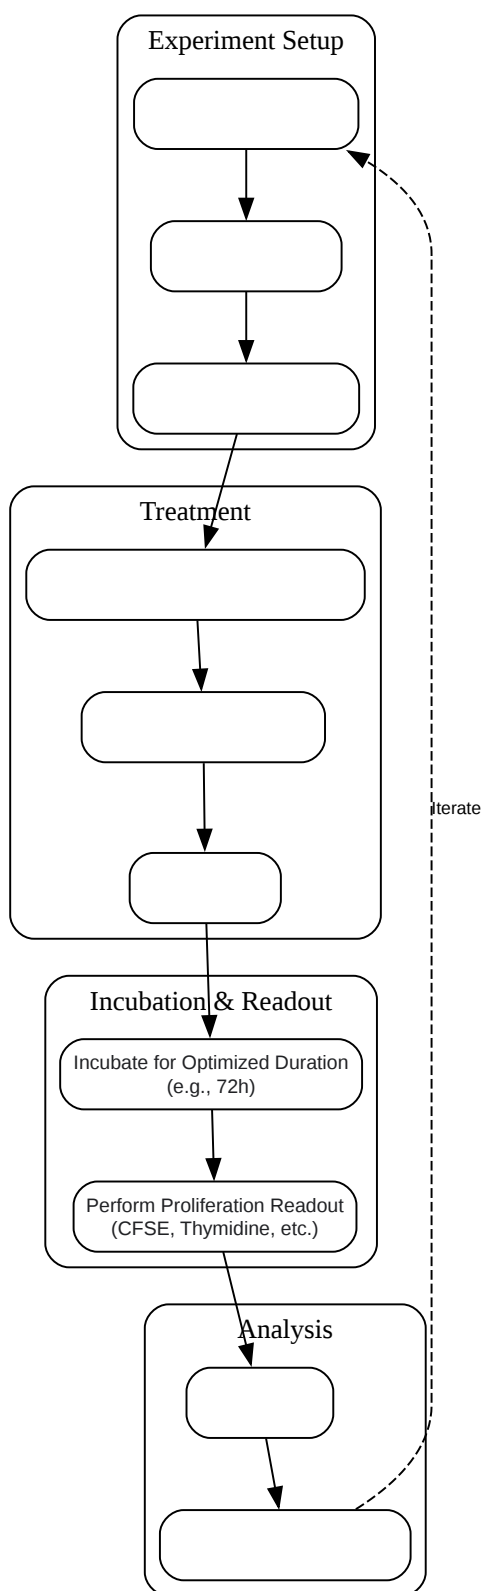 Experiment Setup
Treatment
Iterate
Incubation & Readout
Incubate for Optimized Duration
(e.g., 72h)
Perform Proliferation Readout
(CFSE, Thymidine, etc.)
Analysis